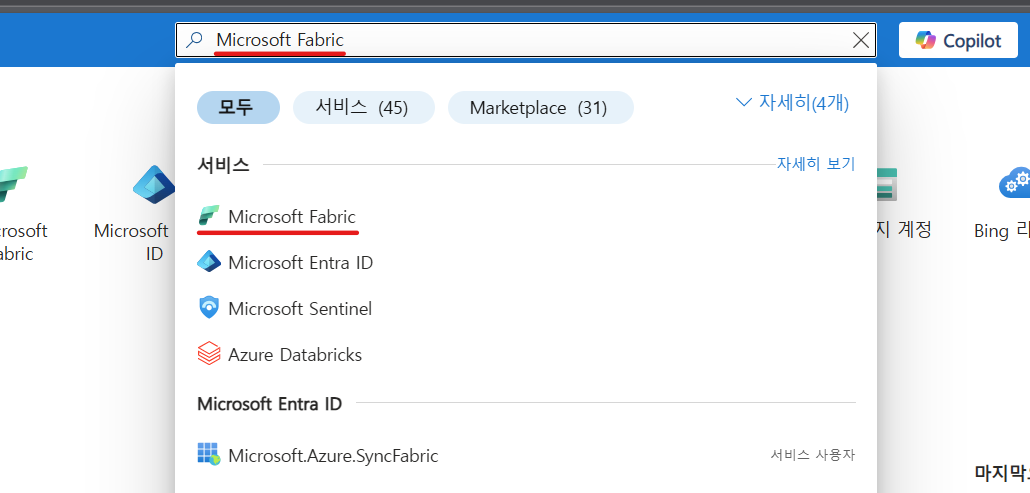 Microsoft Fabric
Copilot
모두
서비스 (45)
Marketplace (31)
자세히(4개)
서비스
자세히 보기
Microsoft Fabric
Microsoft Entra ID
Microsoft Sentinel
Azure Databricks
Microsoft Entra ID
Microsoft.Azure.SyncFabric
서비스 사용자
rosoft
abric
Microsoft
ID
지 계정
Bing 리
마지막